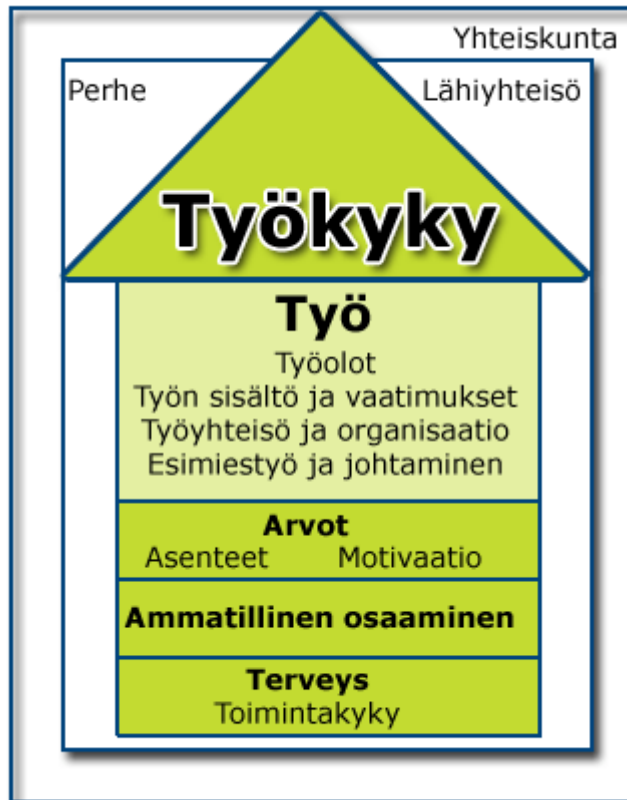 Yhteiskunta
Perhe
Lähiyhteisö
Työkyky
Työ
Työolot
Työn sisältö ja vaatimukset
Työyhteisö ja organisaatio
Esimiestyö ja johtaminen
Arvot
Asenteet Motivaatio
Ammatillinen osaaminen
Terveys
Toimintakyky